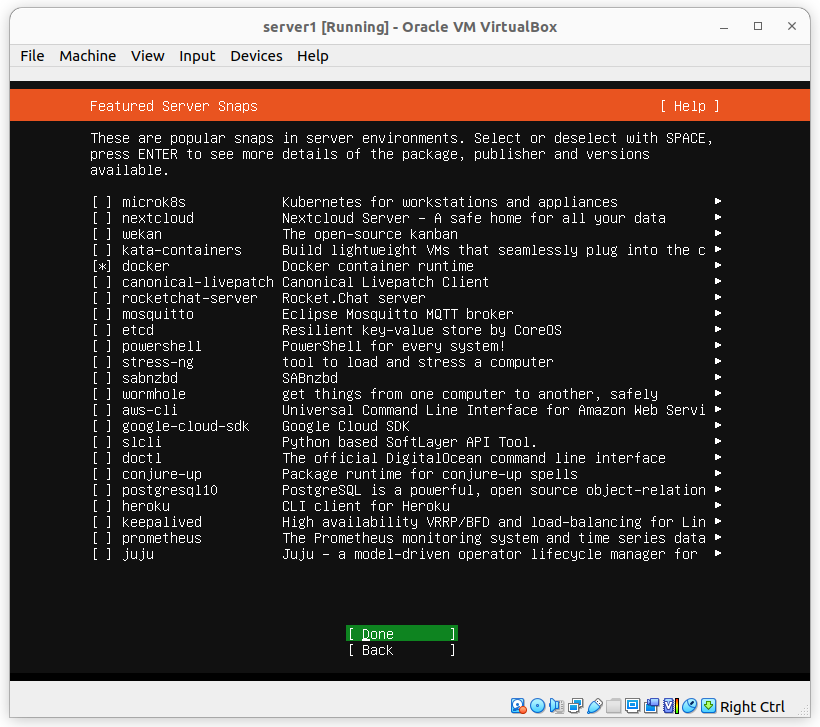 server1 [Running] - Oracle VM VirtualBox
File Machine View Input Devices Help
Featured Server Snaps [ Help ]
These are popular snaps in server environments. Select or deselect with SPACE,
press ENTER to see more details of the package, publisher and versions
available.
[ ] microk8s Kubernetes for workstations and appliances ▸
[ ] nextcloud Nextcloud Server - A safe home for all your data ▸
[ ] wekan The open-source kanban ▸
[ ] kata-containers Build lightweight VMs that seamlessly plug into the c ▸
[*] docker Docker container runtime ▸
[ ] canonical-livepatch Canonical Livepatch Client ▸
[ ] rocketchat-server Rocket.Chat server ▸
[ ] mosquitto Eclipse Mosquitto MQTT broker ▸
[ ] etcd Resilient key-value store by CoreOS ▸
[ ] powershell PowerShell for every system! ▸
[ ] stress-ng tool to load and stress a computer ▸
[ ] sabnzbd SABnzbd ▸
[ ] wormhole get things from one computer to another, safely ▸
[ ] aws-cli Universal Command Line Interface for Amazon Web Servi ▸
[ ] google-cloud-sdk Google Cloud SDK ▸
[ ] slcli Python based SoftLayer API Tool. ▸
[ ] doctl The official DigitalOcean command line interface ▸
[ ] conjure-up Package runtime for conjure-up spells ▸
[ ] postgresql10 PostgreSQL is a powerful, open source object-relation ▸
[ ] heroku CLI client for Heroku ▸
[ ] keepalived High availability VRRP/BFD and load-balancing for Lin ▸
[ ] prometheus The Prometheus monitoring system and time series data ▸
[ ] juju Juju - a model-driven operator lifecycle manager for ▸
[ Done ]
[ Back ]
Right Ctrl